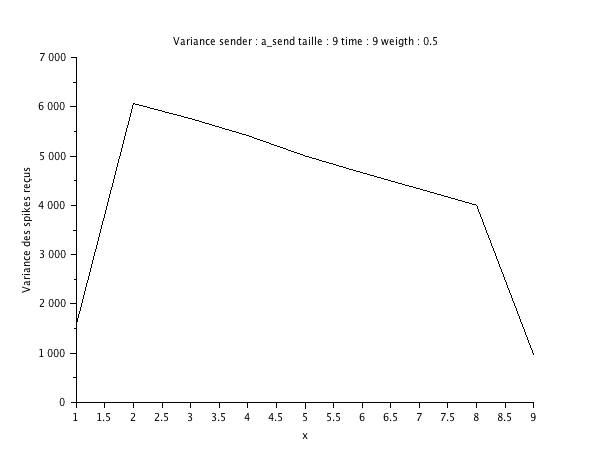 Variance sender : a_send taille : 9 time : 9 weigth : 0.5
7 000
6 000
5 000
4 000
3 000
2 000
1 000
0
Variance des spikes reçus
1 1.5 2 2.5 3 3.5 4 4.5 5 5.5 6 6.5 7 7.5 8 8.5 9
x